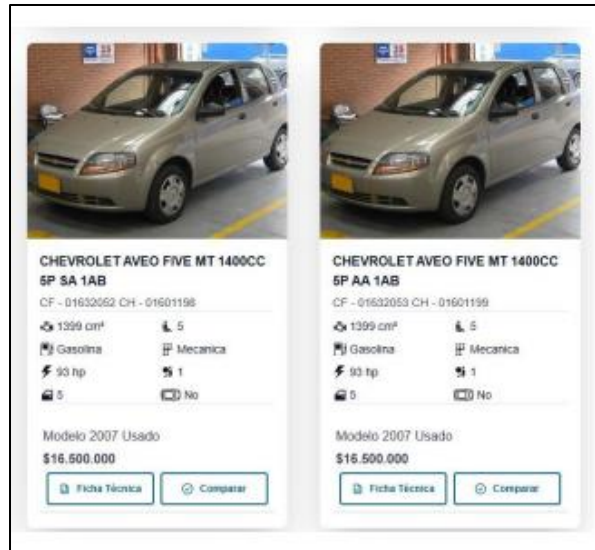 CHEVROLET AVEO FIVE MT 1400CC
5P SA 1AB
CF - 01632052 CH - 01601198
1399 cm³ 5
Gasolina Mecanica
93 hp 1
5 No
Modelo 2007 Usado
$16.500.000
Ficha Técnica Comparar
CHEVROLET AVEO FIVE MT 1400CC
5P AA 1AB
CF - 01632053 CH - 01601199
1399 cm³ 5
Gasolina Mecanica
93 hp 1
5 No
Modelo 2007 Usado
$16.500.000
Ficha Técnica Comparar